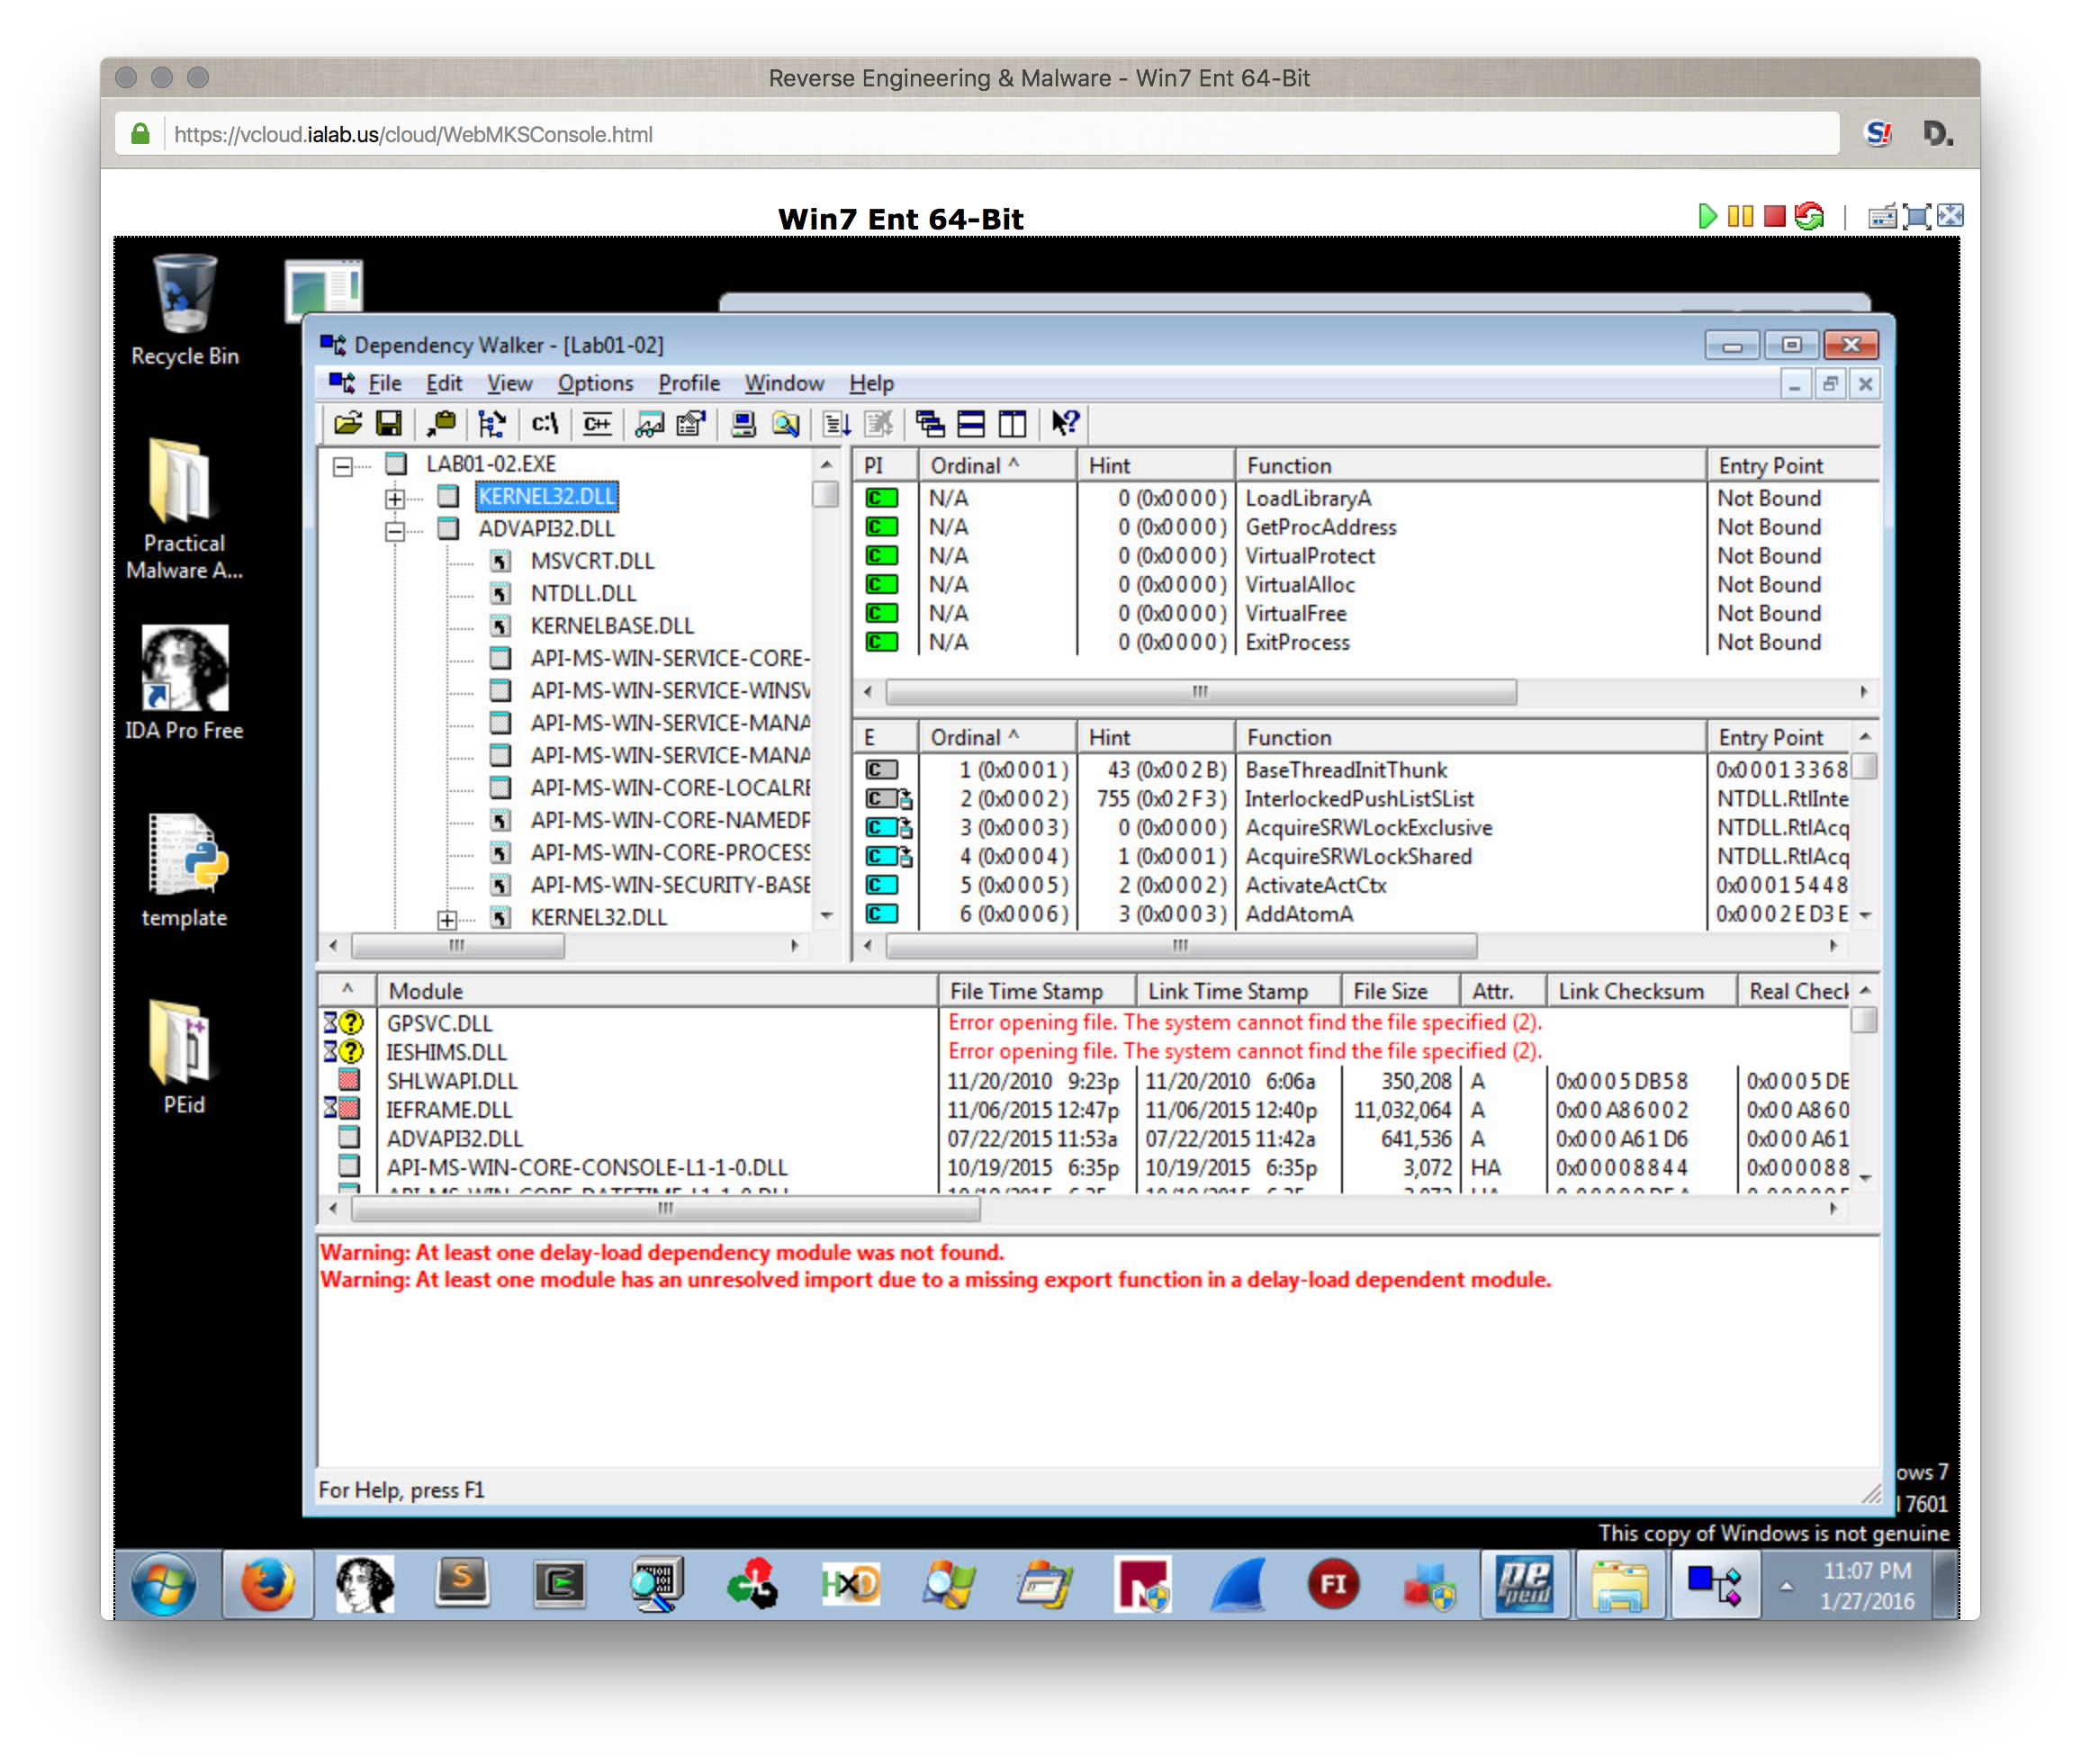 Reverse Engineering & Malware - Win7 Ent 64-Bit
https://vcloud.ialab.us/cloud/WebMKSConsole.html
S!
D.
Win7 Ent 64-Bit
Recycle Bin
Practical
Malware A...
IDA Pro Free
template
PEid
Dependency Walker - [Lab01-02]
File Edit View Options Profile Window Help
c:\ C++
LAB01-02.EXE
KERNEL32.DLL
ADVAPI32.DLL
MSVCRT.DLL
NTDLL.DLL
KERNELBASE.DLL
API-MS-WIN-SERVICE-CORE-
API-MS-WIN-SERVICE-WINSV
API-MS-WIN-SERVICE-MANA
API-MS-WIN-SERVICE-MANA
API-MS-WIN-CORE-LOCALRE
API-MS-WIN-CORE-NAMEDP
API-MS-WIN-CORE-PROCESS
API-MS-WIN-SECURITY-BASE
KERNEL32.DLL
PI Ordinal ^ Hint Function Entry Point
C N/A 0 (0x0000) LoadLibraryA Not Bound
C N/A 0 (0x0000) GetProcAddress Not Bound
C N/A 0 (0x0000) VirtualProtect Not Bound
C N/A 0 (0x0000) VirtualAlloc Not Bound
C N/A 0 (0x0000) VirtualFree Not Bound
C N/A 0 (0x0000) ExitProcess Not Bound
E Ordinal ^ Hint Function Entry Point
C 1 (0x0001) 43 (0x002B) BaseThreadInitThunk 0x00013368
C 2 (0x0002) 755 (0x02F3) InterlockedPushListSList NTDLL.RtlInte
C 3 (0x0003) 0 (0x0000) AcquireSRWLockExclusive NTDLL.RtlAcq
C 4 (0x0004) 1 (0x0001) AcquireSRWLockShared NTDLL.RtlAcq
C 5 (0x0005) 2 (0x0002) ActivateActCtx 0x00015448
C 6 (0x0006) 3 (0x0003) AddAtomA 0x0002ED3E
^ Module File Time Stamp Link Time Stamp File Size Attr. Link Checksum Real Check
GPSVC.DLL Error opening file. The system cannot find the file specified (2).
IESHIMS.DLL Error opening file. The system cannot find the file specified (2).
SHLWAPI.DLL 11/20/2010 9:23p 11/20/2010 6:06a 350,208 A 0x0005DB58 0x0005DE
IEFRAME.DLL 11/06/2015 12:47p 11/06/2015 12:40p 11,032,064 A 0x00A86002 0x00A860
ADVAPI32.DLL 07/22/2015 11:53a 07/22/2015 11:42a 641,536 A 0x000A61D6 0x000A61
API-MS-WIN-CORE-CONSOLE-L1-1-0.DLL 10/19/2015 6:35p 10/19/2015 6:35p 3,072 HA 0x00008844 0x000088
Warning: At least one delay-load dependency module was not found.
Warning: At least one module has an unresolved import due to a missing export function in a delay-load dependent module.
For Help, press F1
ows 7
7601
This copy of Windows is not genuine
S
E
HxD
FI
PE
peid
11:07 PM
1/27/2016